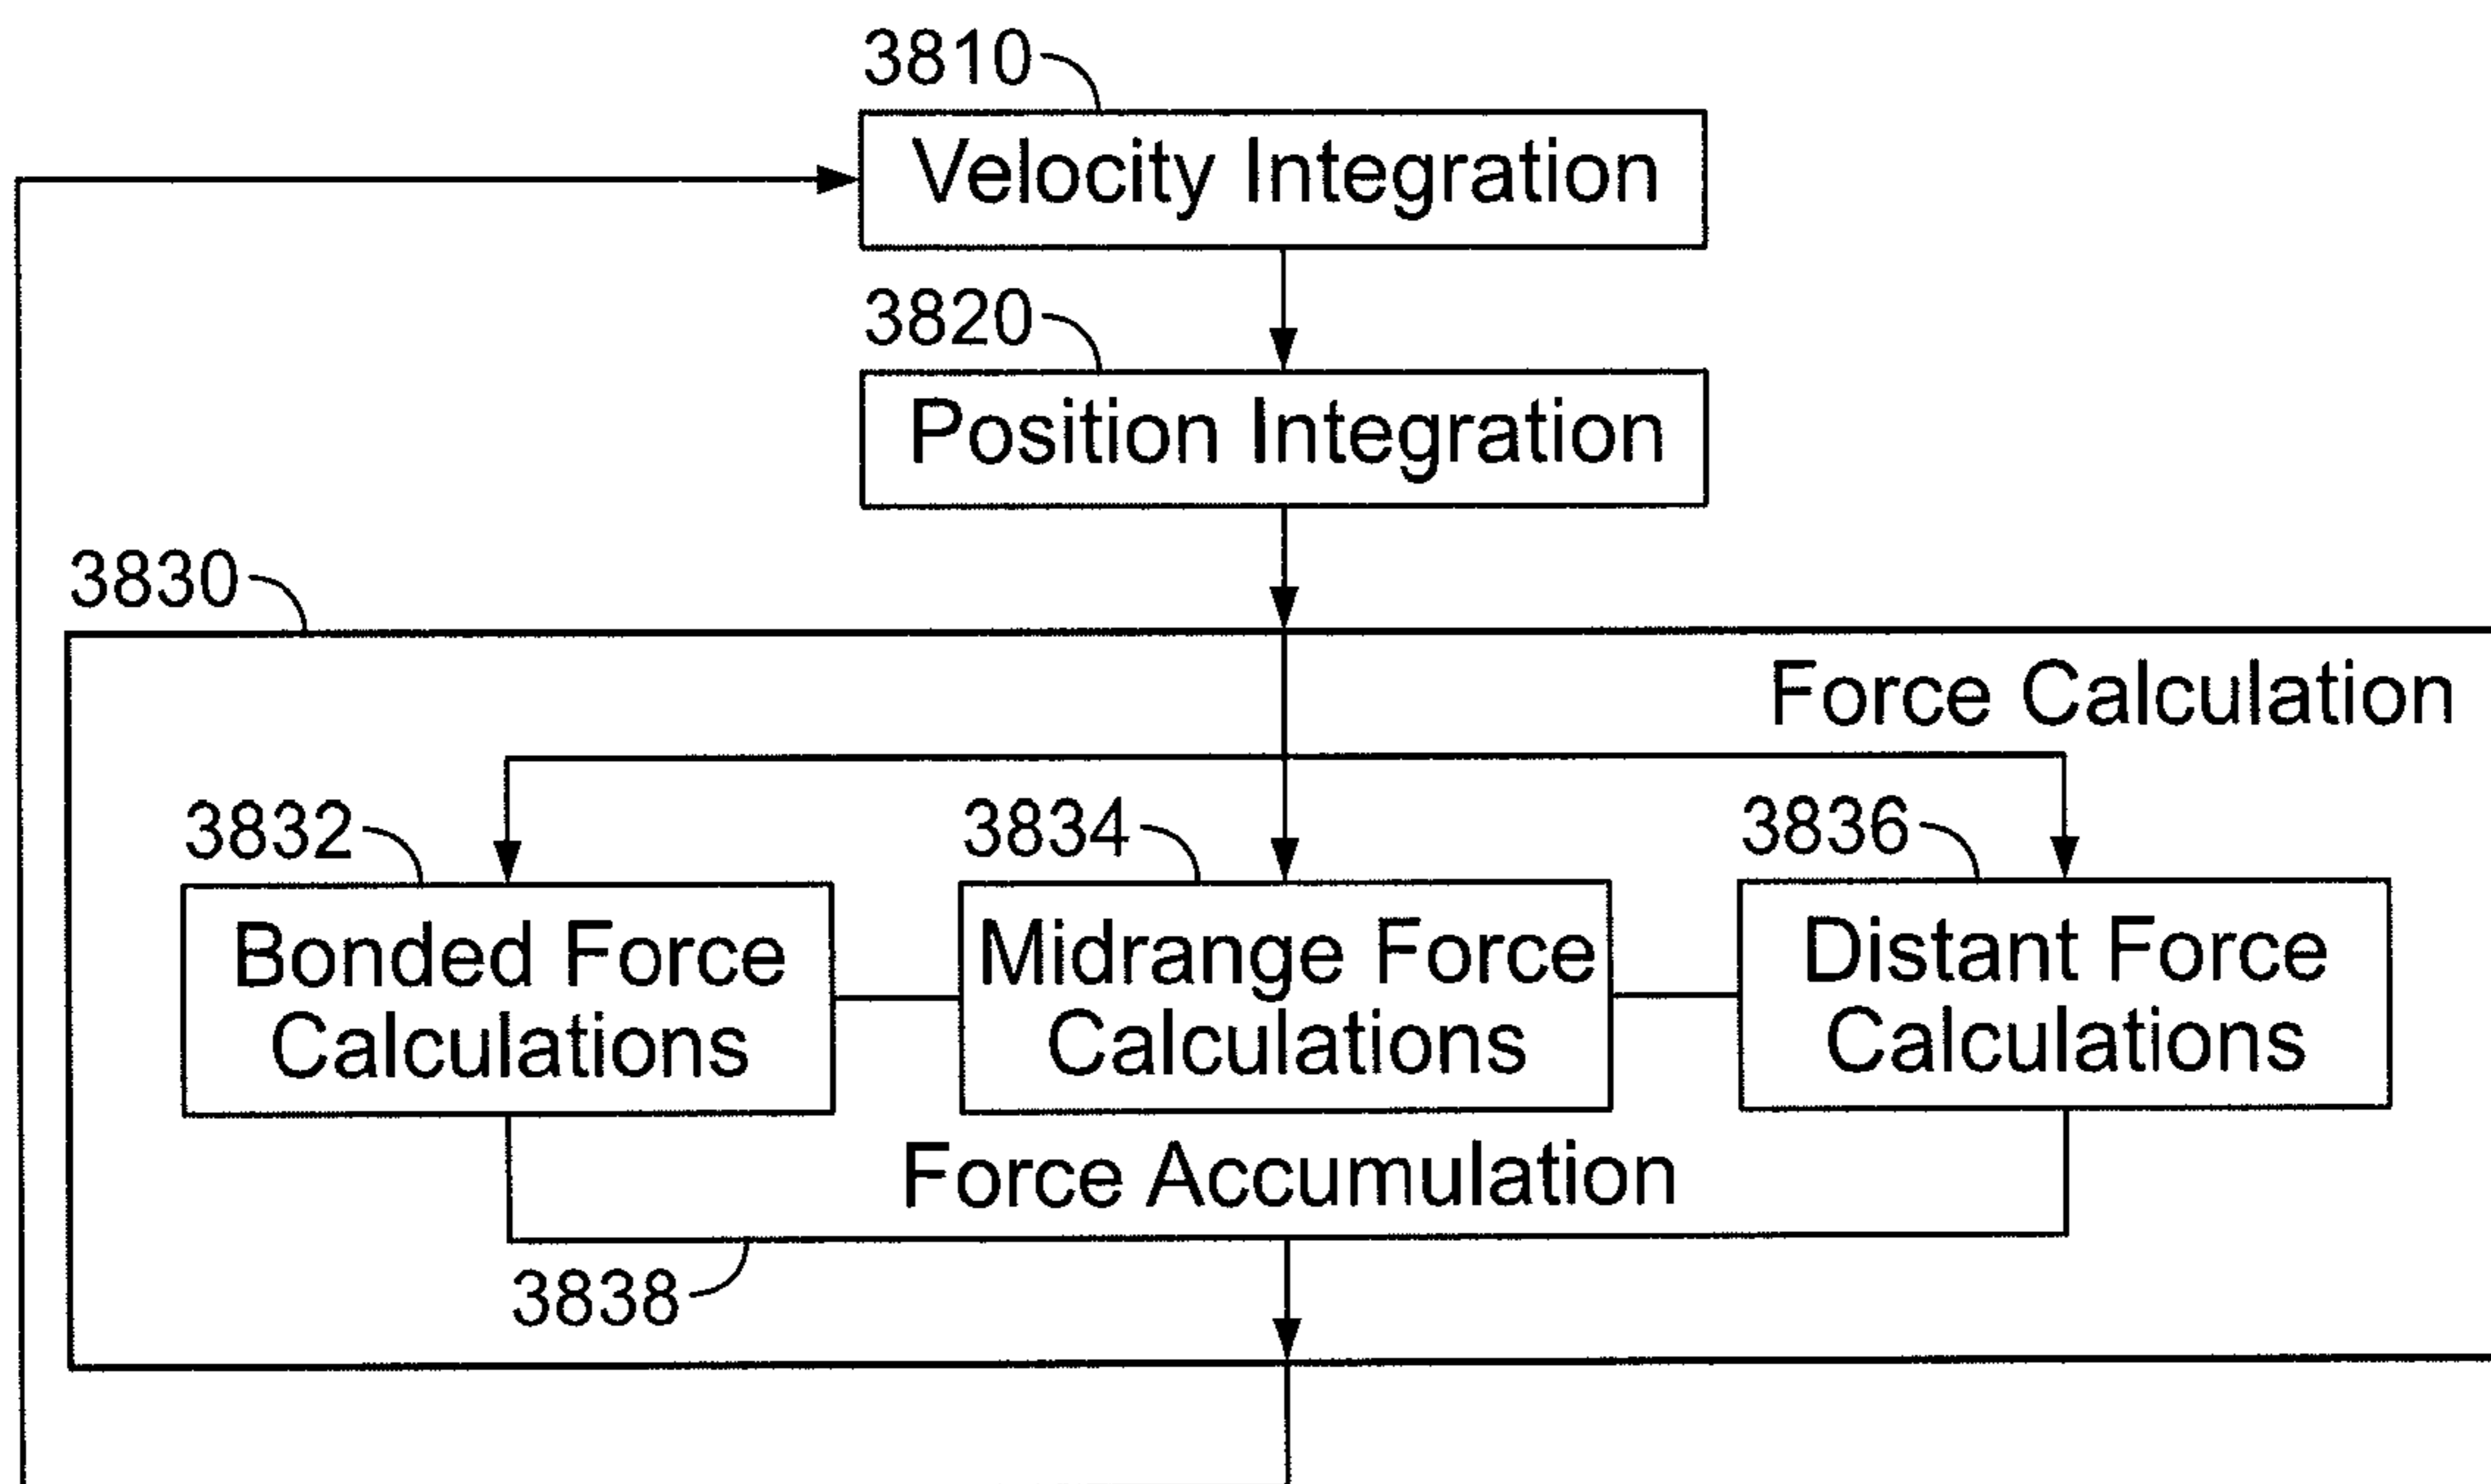 3810
Velocity Integration
3820
Position Integration
3830
Force Calculation
3832
3834
3836
Bonded Force
Calculations
Midrange Force
Calculations
Distant Force
Calculations
Force Accumulation
3838